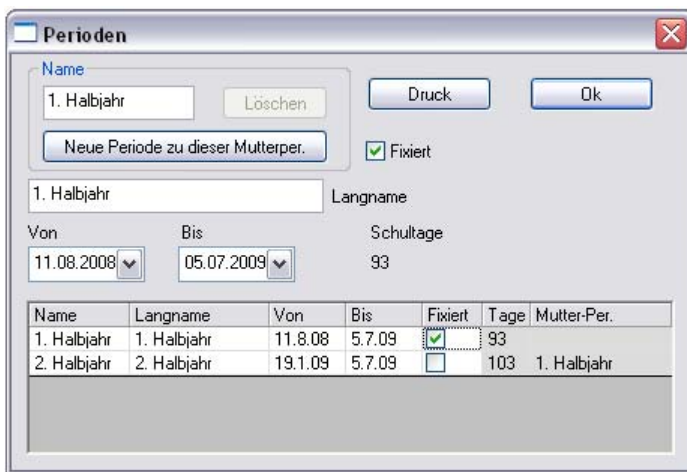 Perioden
Name
1. Halbjahr
Löschen
Druck
Ok
Neue Periode zu dieser Mutterper.
Fixiert
1. Halbjahr
Langname
Von Bis Schultage
11.08.2008 05.07.2009 93
Name Langname Von Bis Fixiert Tage Mutter-Per.
1. Halbjahr 1. Halbjahr 11.8.08 5.7.09 93
2. Halbjahr 2. Halbjahr 19.1.09 5.7.09 103 1. Halbjahr